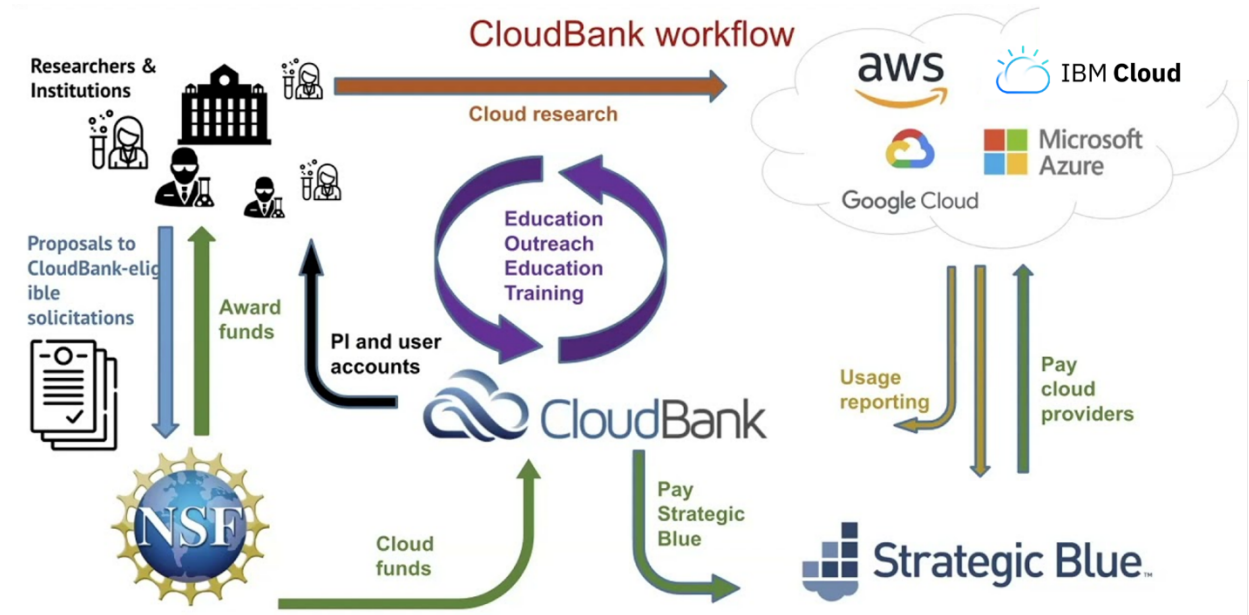 CloudBank workflow
Researchers &
Institutions
aws
IBM Cloud
Cloud research
Microsoft
Azure
Google Cloud
Education
Outreach
Education
Training
Proposals to
CloudBank-elig
ible
solicitations
Award
funds
PI and user
accounts
Usage
reporting
Pay
cloud
providers
CloudBank
NSF
Pay
Strategic
Blue
Cloud
funds
Strategic Blue™